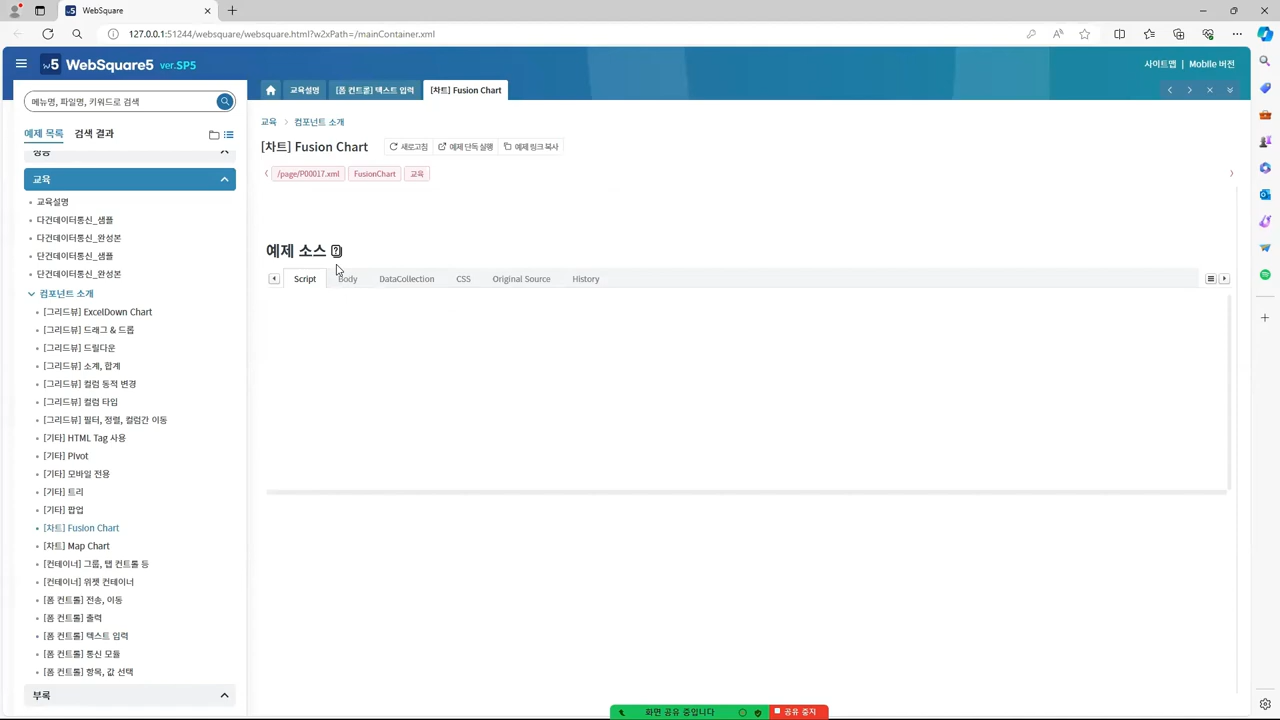 WebSquare
127.0.0.1:51244/websquare/websquare.html?w2xPath=/mainContainer.xml
W5 WebSquare5 ver.SP5
사이트맵 | Mobile 버전
메뉴명, 파일명, 키워드로 검색
예제 목록 검색 결과
교육
교육설명
다건데이터통신_샘플
다건데이터통신_완성본
단건데이터통신_샘플
단건데이터통신_완성본
컴포넌트 소개
[그리드뷰] ExcelDown Chart
[그리드뷰] 드래그 & 드롭
[그리드뷰] 드릴다운
[그리드뷰] 소계, 합계
[그리드뷰] 컬럼 동적 변경
[그리드뷰] 컬럼 타입
[그리드뷰] 필터, 정렬, 컬럼간 이동
[기타] HTML Tag 사용
[기타] Pivot
[기타] 모바일 전용
[기타] 트리
[기타] 팝업
[차트] Fusion Chart
[차트] Map Chart
[컨테이너] 그룹, 탭 컨트롤 등
[컨테이너] 위젯 컨테이너
[폼 컨트롤] 전송, 이동
[폼 컨트롤] 출력
[폼 컨트롤] 텍스트 입력
[폼 컨트롤] 통신 모듈
[폼 컨트롤] 항목, 값 선택
부록
교육설명 [폼 컨트롤] 텍스트 입력 [차트] Fusion Chart
교육 > 컴포넌트 소개
[차트] Fusion Chart 새로고침 예제 단독 실행 예제 링크 복사
/page/P00017.xml FusionChart 교육
예제 소스
Script Body DataCollection CSS Original Source History
화면 공유 중입니다 공유 중지